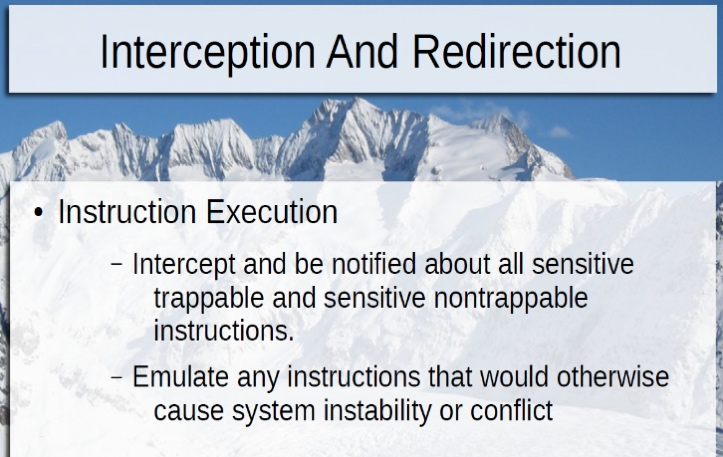 Interception And Redirection
• Instruction Execution
– Intercept and be notified about all sensitive
trappable and sensitive nontrappable
instructions.
– Emulate any instructions that would otherwise
cause system instability or conflict